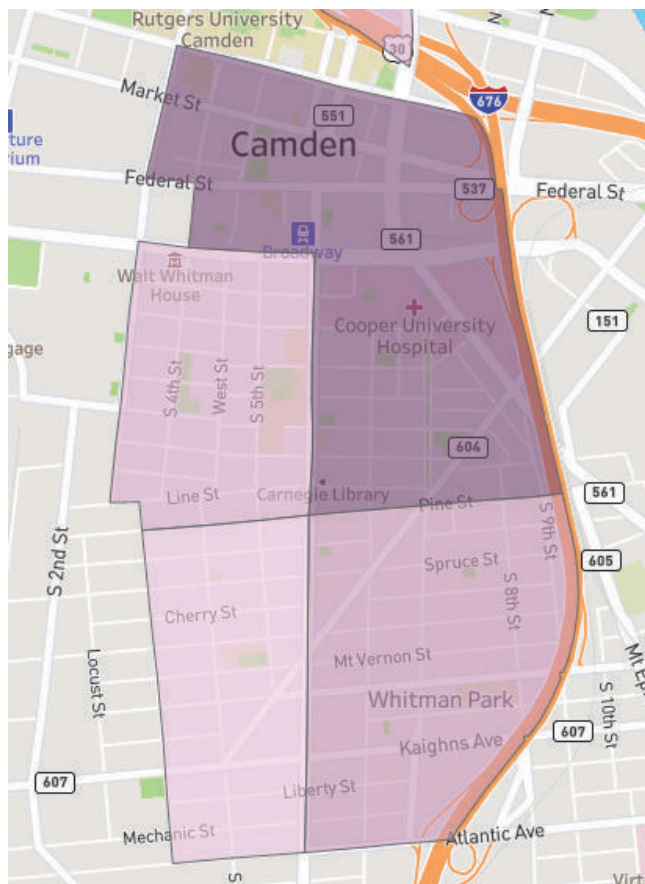 Rutgers University
Camden
30
N
N
Market St
676
551
Camden
ture
rium
Federal St
537
Federal St
Broadway
561
Walt Whitman
House
Cooper University
Hospital
151
gage
S 4th St
West St
S 5th St
604
Line St
Carnegie Library
Pine St
561
S 2nd St
S 9th St
Spruce St
605
S 8th St
Cherry St
Mt Vernon St
Locust St
Mt Ep
Whitman Park
S 10th St
Kaighns Ave
607
607
Liberty St
Mechanic St
Atlantic Ave
S
Virt